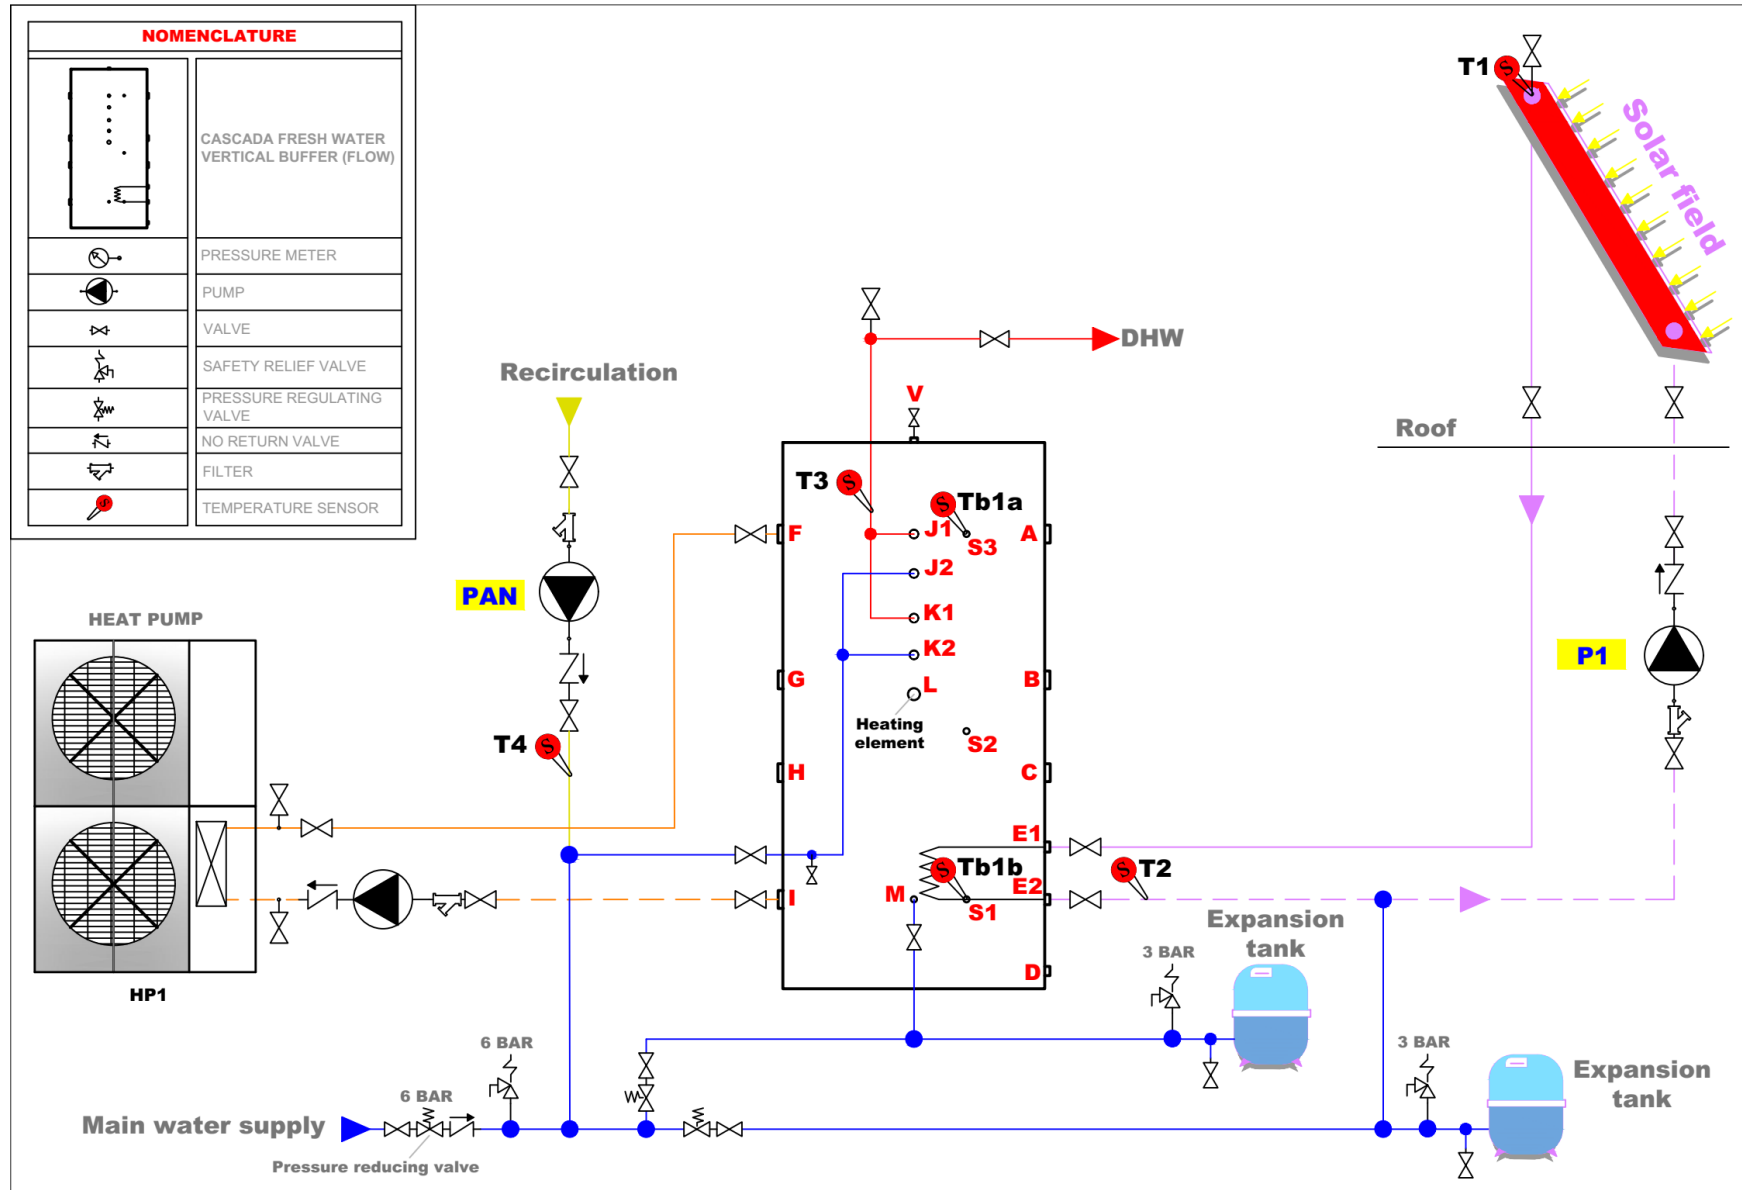 NOMENCLATURE
CASCADA FRESH WATER
VERTICAL BUFFER (FLOW)
PRESSURE METER
PUMP
VALVE
SAFETY RELIEF VALVE
PRESSURE REGULATING
VALVE
NO RETURN VALVE
FILTER
TEMPERATURE SENSOR
T1
S
Solar field
Roof
DHW
Recirculation
V
T3
S
S
Tb1a
F
J1
S3
A
J2
PAN
K1
K2
P1
HEAT PUMP
G
L
B
Heating
element
S2
T4
S
H
C
E1
S
Tb1b
S
T2
E2
I
M
S1
D
HP1
Expansion
tank
3 BAR
6 BAR
3 BAR
6 BAR
Expansion
tank
Main water supply
Pressure reducing valve